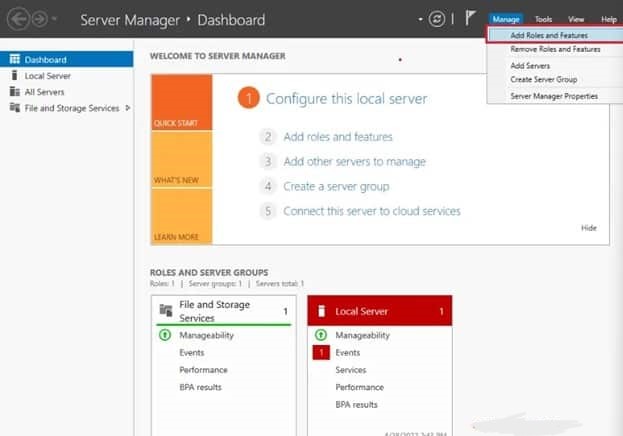 Server Manager • Dashboard
Manage Tools View Help
Add Roles and Features
Remove Roles and Features
Add Servers
Create Server Group
Server Manager Properties
Dashboard
Local Server
All Servers
File and Storage Services
WELCOME TO SERVER MANAGER
QUICK START
WHAT'S NEW
LEARN MORE
1 Configure this local server
2 Add roles and features
3 Add other servers to manage
4 Create a server group
5 Connect this server to cloud services
Hide
ROLES AND SERVER GROUPS
Roles: 1 | Server groups: 1 | Servers total: 1
File and Storage Services 1
Manageability
Events
Performance
BPA results
Local Server 1
Manageability
1 Events
Services
Performance
BPA results